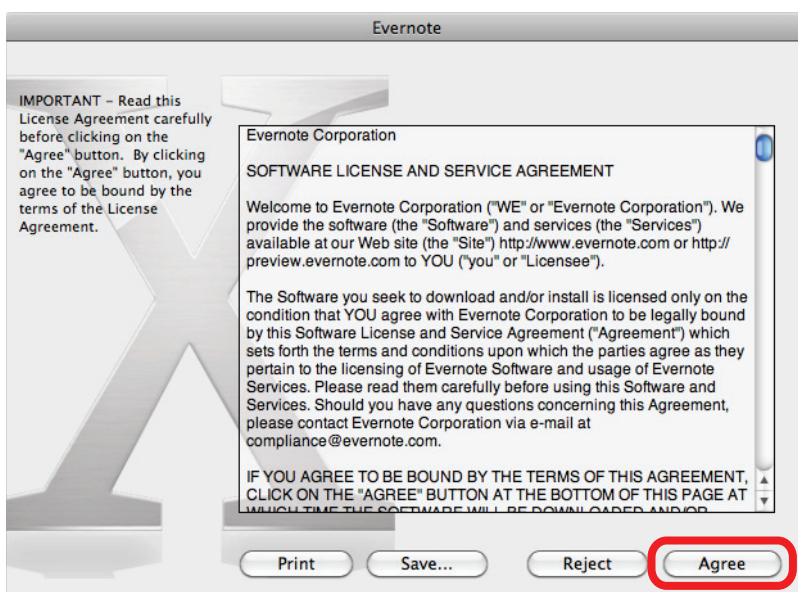 Evernote
IMPORTANT – Read this
License Agreement carefully
before clicking on the
"Agree" button. By clicking
on the "Agree" button, you
agree to be bound by the
terms of the License
Agreement.
Evernote Corporation
SOFTWARE LICENSE AND SERVICE AGREEMENT
Welcome to Evernote Corporation ("WE" or "Evernote Corporation"). We
provide the software (the "Software") and services (the "Services")
available at our Web site (the "Site") http://www.evernote.com or http://
preview.evernote.com to YOU ("you" or "Licensee").
The Software you seek to download and/or install is licensed only on the
condition that YOU agree with Evernote Corporation to be legally bound
by this Software License and Service Agreement ("Agreement") which
sets forth the terms and conditions upon which the parties agree as they
pertain to the licensing of Evernote Software and usage of Evernote
Services. Please read them carefully before using this Software and
Services. Should you have any questions concerning this Agreement,
please contact Evernote Corporation via e-mail at
compliance@evernote.com.
IF YOU AGREE TO BE BOUND BY THE TERMS OF THIS AGREEMENT,
CLICK ON THE "AGREE" BUTTON AT THE BOTTOM OF THIS PAGE AT
WHICH TIME THE SOFTWARE WILL BE DOWNLOADED AND/OR
Print
Save...
Reject
Agree